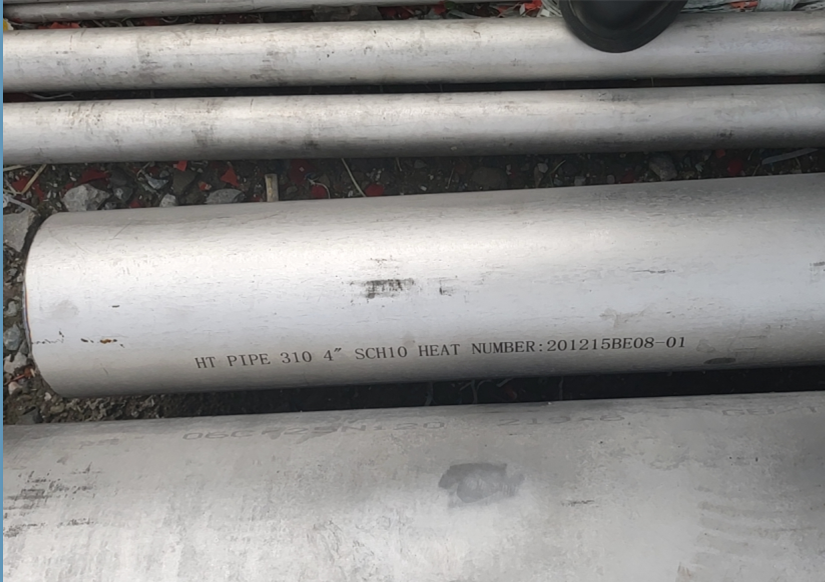 HT PIPE 310 4″ SCH10 HEAT NUMBER:201215BE08-01